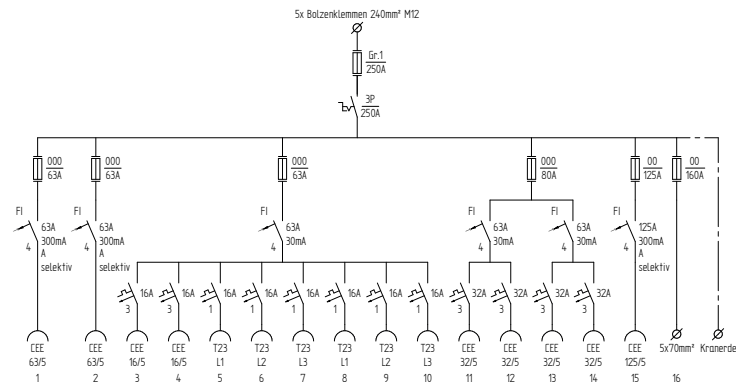 5x Bolzenklemmen 240mm² M12
Gr.1
250A
3P
250A
000
63A
000
63A
000
63A
000
80A
00
125A
00
160A
FI
63A
300mA
A
selektiv
4
FI
63A
300mA
A
selektiv
4
FI
63A
30mA
4
FI
63A
30mA
4
FI
63A
30mA
4
FI
125A
300mA
A
selektiv
4
16A
3
16A
3
16A
1
16A
1
16A
1
16A
1
16A
1
16A
1
32A
3
32A
3
32A
3
32A
3
CEE CEE CEE CEE T23 T23 T23 T23 T23 T23 CEE CEE CEE CEE CEE 5x70mm² Kranerde
63/5 63/5 16/5 16/5 L1 L2 L3 L1 L2 L3 32/5 32/5 32/5 32/5 125/5
1 2 3 4 5 6 7 8 9 10 11 12 13 14 15 16